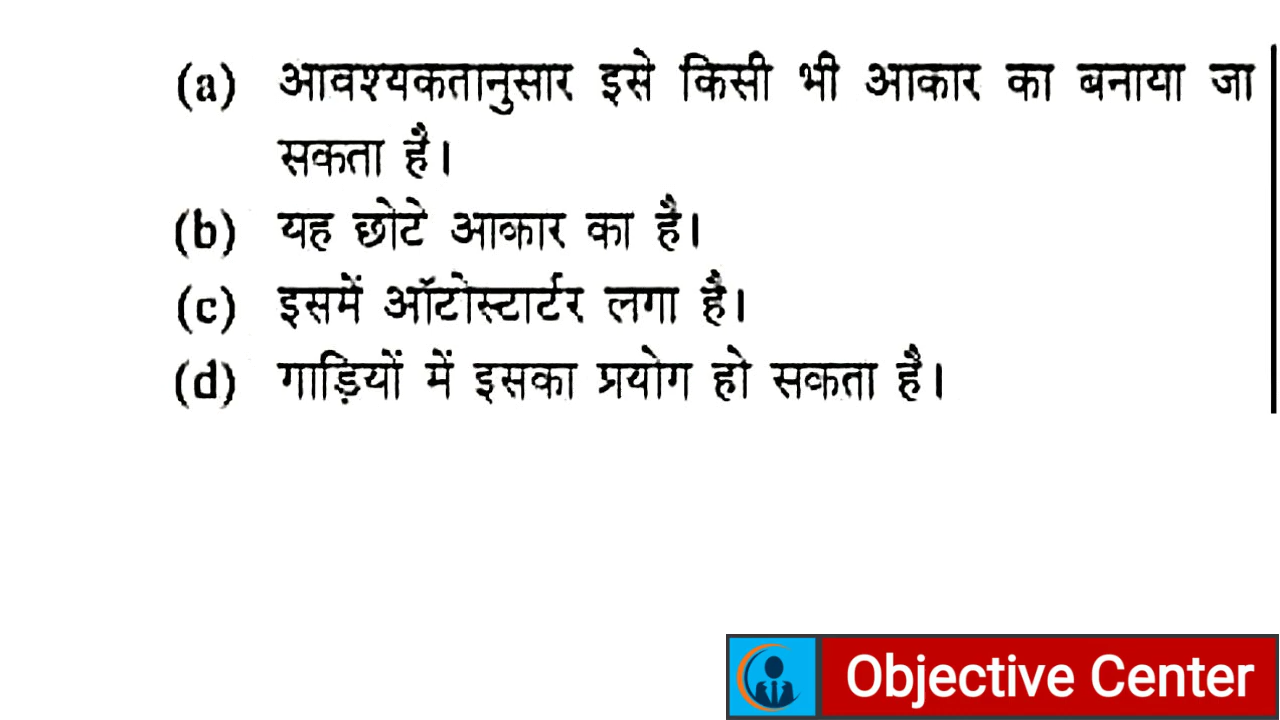 (a) आवश्यकतानुसार इसे किसी भी आकार का बनाया जा
सकता है।
(b) यह छोटे आकार का है।
(c) इसमें ऑटोस्टार्टर लगा है।
(d) गाड़ियों में इसका प्रयोग हो सकता है।
Objective Center